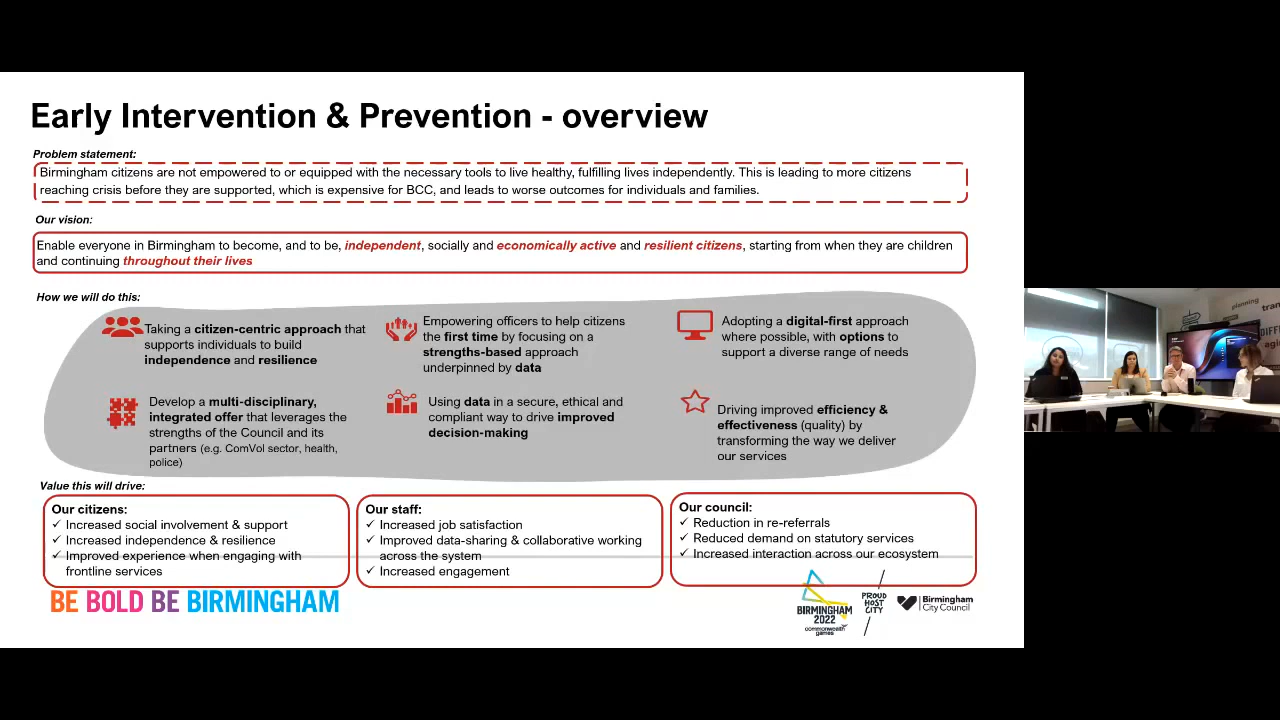 Early Intervention & Prevention - overview
Problem statement:
Birmingham citizens are not empowered to or equipped with the necessary tools to live healthy, fulfilling lives independently. This is leading to more citizens
reaching crisis before they are supported, which is expensive for BCC, and leads to worse outcomes for individuals and families.
Our vision:
Enable everyone in Birmingham to become, and to be, independent, socially and economically active and resilient citizens, starting from when they are children
and continuing throughout their lives
How we will do this:
Taking a citizen-centric approach that
supports individuals to build
independence and resilience
Empowering officers to help citizens
the first time by focusing on a
strengths-based approach
underpinned by data
Adopting a digital-first approach
where possible, with options to
support a diverse range of needs
Develop a multi-disciplinary,
integrated offer that leverages the
strengths of the Council and its
partners (e.g. ComVol sector, health,
police)
Using data in a secure, ethical and
compliant way to drive improved
decision-making
Driving improved efficiency &
effectiveness (quality) by
transforming the way we deliver
our services
Value this will drive:
Our citizens:
✓ Increased social involvement & support
✓ Increased independence & resilience
✓ Improved experience when engaging with
frontline services
Our staff:
✓ Increased job satisfaction
✓ Improved data-sharing & collaborative working
across the system
✓ Increased engagement
Our council:
✓ Reduction in re-referrals
✓ Reduced demand on statutory services
✓ Increased interaction across our ecosystem
BE BOLD BE BIRMINGHAM
BIRMINGHAM
2022
commonwealth
games
PROUD
HOST
CITY
Birmingham
City Council
planning